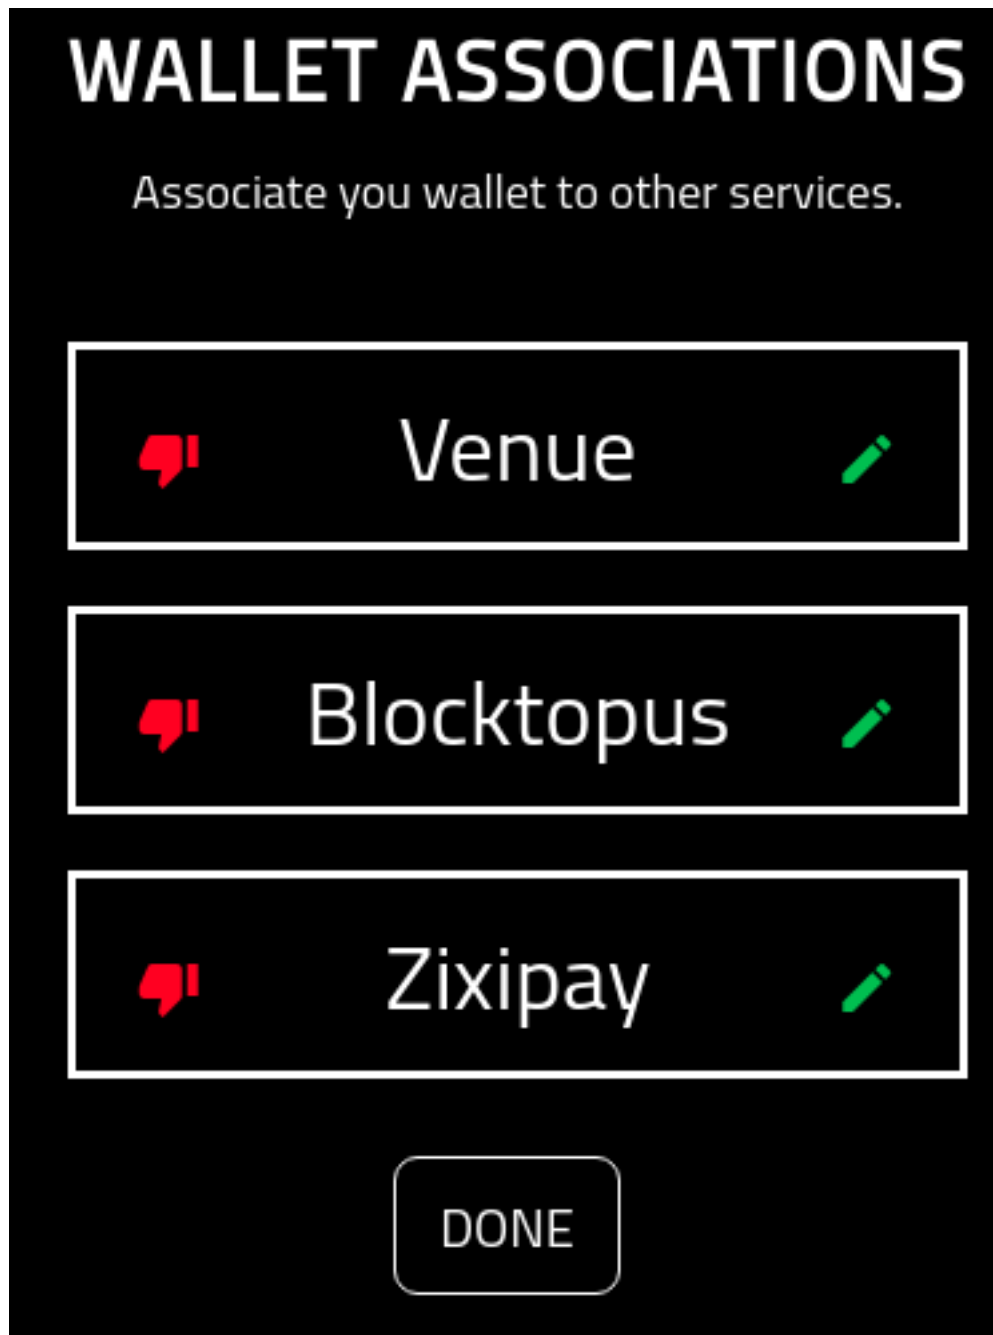 WALLET ASSOCIATIONS
Associate you wallet to other services.
Venue
Blocktopus
Zixipay
DONE